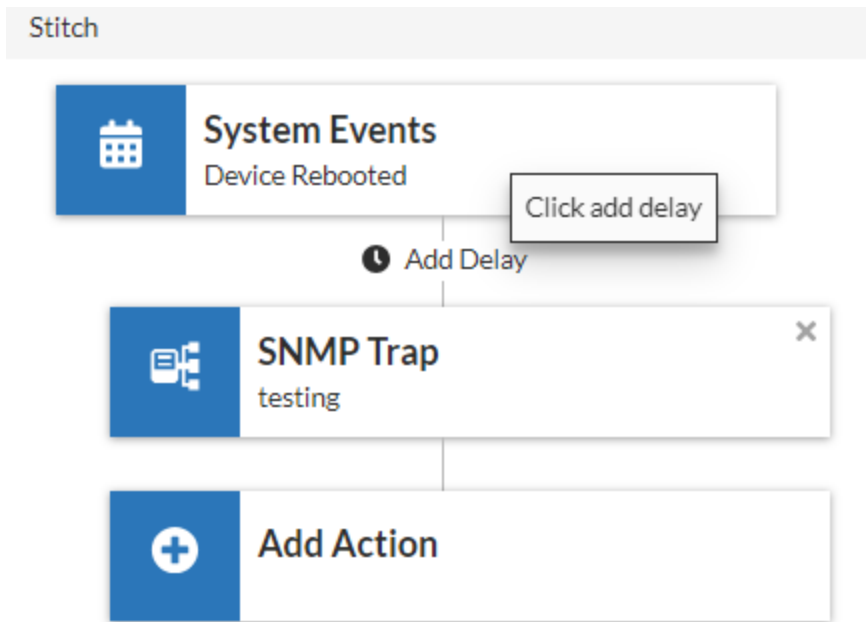 Stitch
System Events
Device Rebooted
Click add delay
Add Delay
SNMP Trap
testing
Add Action